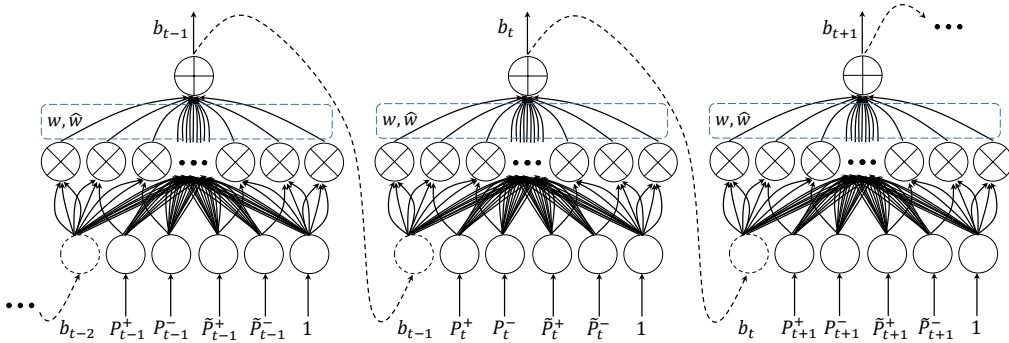 b_{t-1} b_t b_{t+1} •••
w, ŵ w, ŵ w, ŵ
••• ••• •••
••• b_{t-2} P^+_{t-1} P^-_{t-1} P̃^+_{t-1} P̃^-_{t-1} 1 b_{t-1} P^+_t P^-_t P̃^+_t P̃^-_t 1 b_t P^+_{t+1} P^-_{t+1} P̃^+_{t+1} P̃^-_{t+1} 1